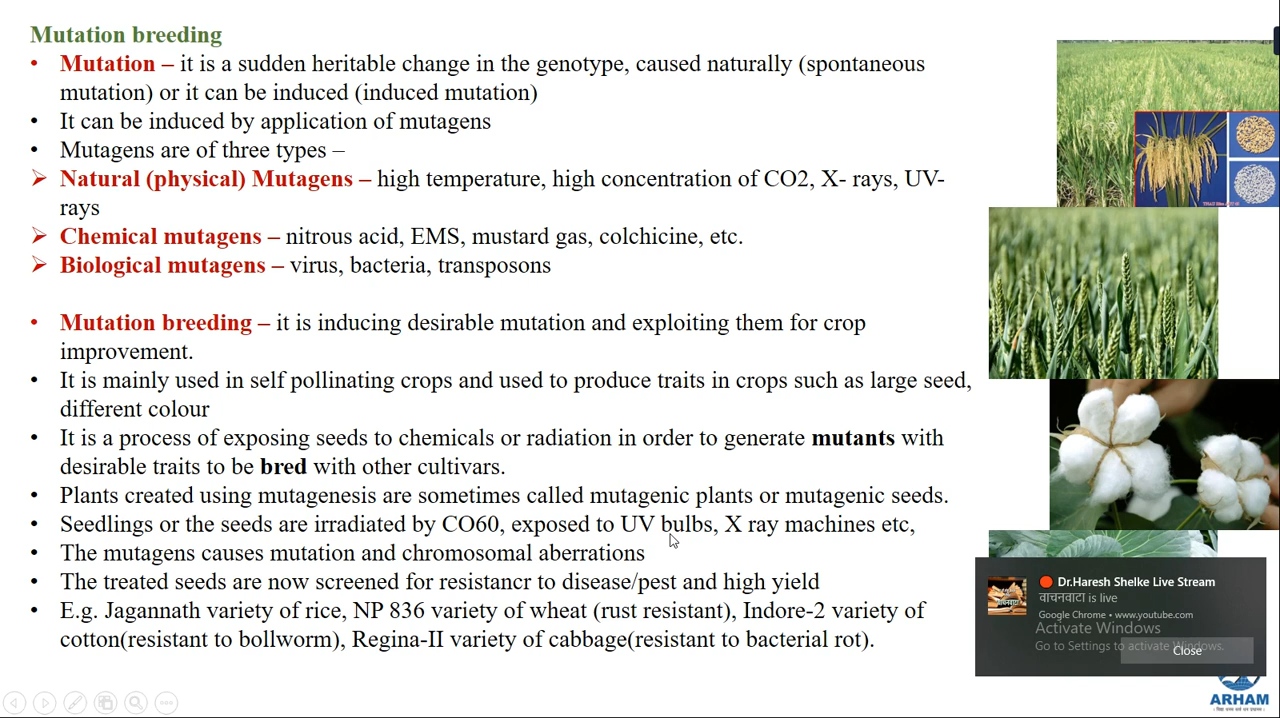 Mutation breeding
• Mutation – it is a sudden heritable change in the genotype, caused naturally (spontaneous
mutation) or it can be induced (induced mutation)
• It can be induced by application of mutagens
• Mutagens are of three types –
➢ Natural (physical) Mutagens – high temperature, high concentration of CO2, X- rays, UV-
rays
➢ Chemical mutagens – nitrous acid, EMS, mustard gas, colchicine, etc.
➢ Biological mutagens – virus, bacteria, transposons
• Mutation breeding – it is inducing desirable mutation and exploiting them for crop
improvement.
• It is mainly used in self pollinating crops and used to produce traits in crops such as large seed,
different colour
• It is a process of exposing seeds to chemicals or radiation in order to generate mutants with
desirable traits to be bred with other cultivars.
• Plants created using mutagenesis are sometimes called mutagenic plants or mutagenic seeds.
• Seedlings or the seeds are irradiated by CO60, exposed to UV bulbs, X ray machines etc,
• The mutagens causes mutation and chromosomal aberrations
• The treated seeds are now screened for resistancr to disease/pest and high yield
• E.g. Jagannath variety of rice, NP 836 variety of wheat (rust resistant), Indore-2 variety of
cotton(resistant to bollworm), Regina-II variety of cabbage(resistant to bacterial rot).
Dr.Haresh Shelke Live Stream
वाचनवाटा is live
Google Chrome • www.youtube.com
Activate Windows
Go to Settings to activate Windows.
Close
ARHAM